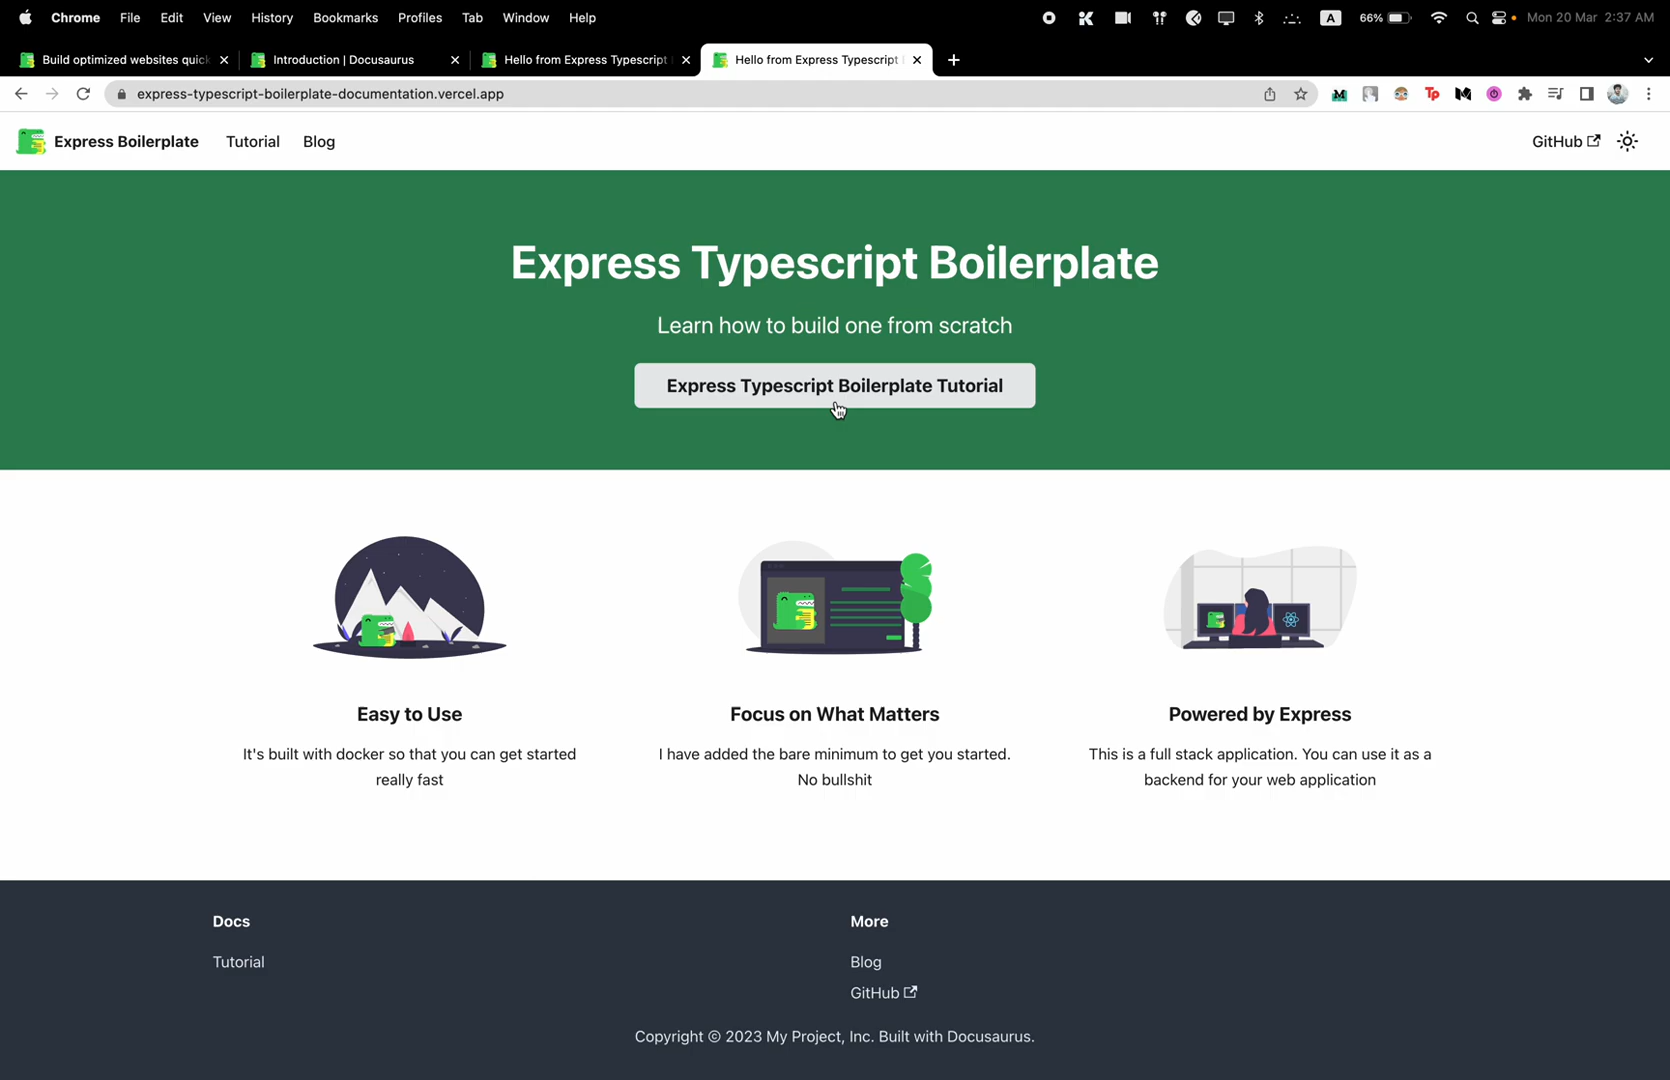 Chrome File Edit View History Bookmarks Profiles Tab Window Help A 66% Mon 20 Mar 2:37 AM
Build optimized websites quic Introduction | Docusaurus Hello from Express Typescript Hello from Express Typescript
express-typescript-boilerplate-documentation.vercel.app
Express Boilerplate Tutorial Blog GitHub
Express Typescript Boilerplate
Learn how to build one from scratch
Express Typescript Boilerplate Tutorial
Easy to Use
It's built with docker so that you can get started
really fast
Focus on What Matters
I have added the bare minimum to get you started.
No bullshit
Powered by Express
This is a full stack application. You can use it as a
backend for your web application
Docs
Tutorial
More
Blog
GitHub
Copyright © 2023 My Project, Inc. Built with Docusaurus.